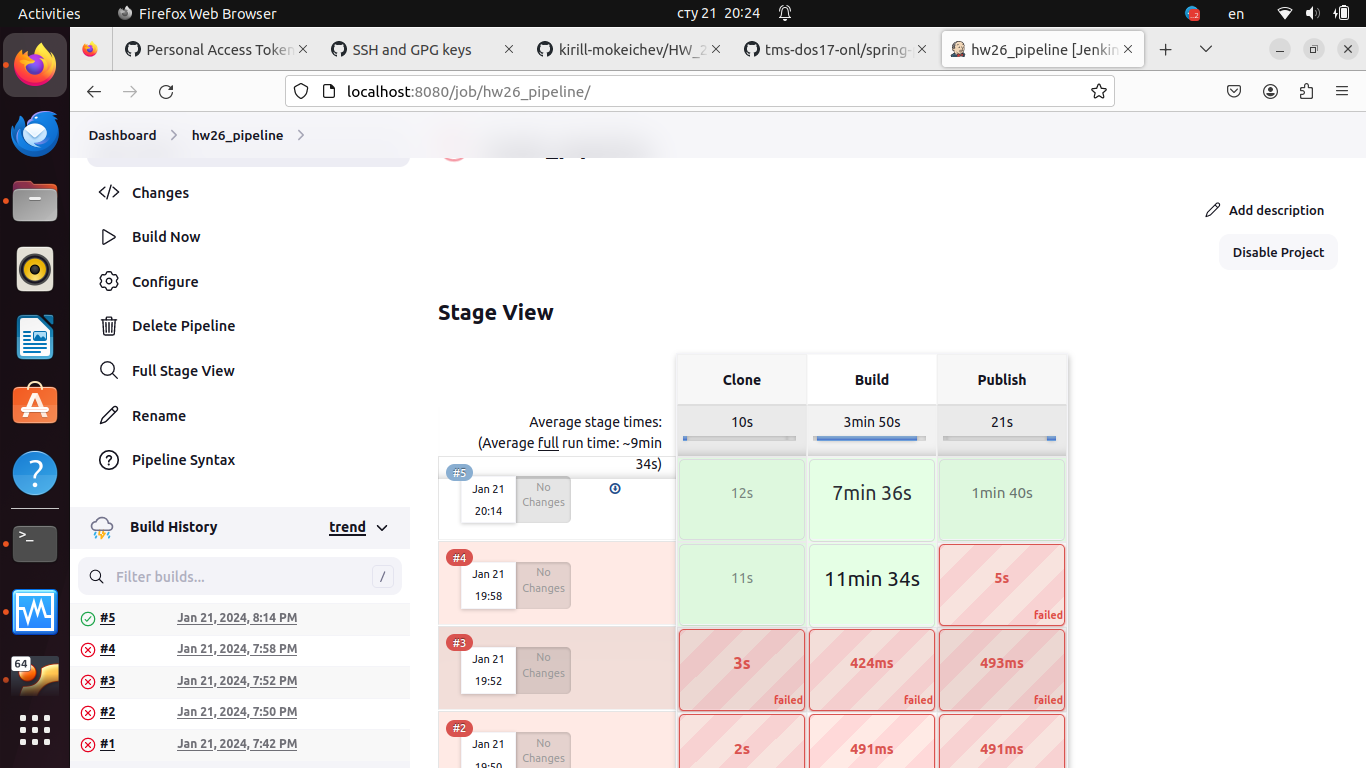 Activities
Firefox Web Browser
сту 21 20:24
en
Personal Access Token
SSH and GPG keys
kirill-mokeichev/HW_2
tms-dos17-onl/spring-
hw26_pipeline [Jenkin
localhost:8080/job/hw26_pipeline/
Dashboard
hw26_pipeline
Changes
Build Now
Configure
Delete Pipeline
Full Stage View
Rename
Pipeline Syntax
Build History
trend
Filter builds...
/
#5
Jan 21, 2024, 8:14 PM
#4
Jan 21, 2024, 7:58 PM
#3
Jan 21, 2024, 7:52 PM
#2
Jan 21, 2024, 7:50 PM
#1
Jan 21, 2024, 7:42 PM
Add description
Disable Project
Stage View
Clone
Build
Publish
Average stage times:
(Average full run time: ~9min
34s)
10s
3min 50s
21s
#5
Jan 21
20:14
No
Changes
12s
7min 36s
1min 40s
#4
Jan 21
19:58
No
Changes
11s
11min 34s
5s
failed
#3
Jan 21
19:52
No
Changes
3s
failed
424ms
failed
493ms
failed
#2
Jan 21
19:50
No
Changes
2s
491ms
491ms
>_
64